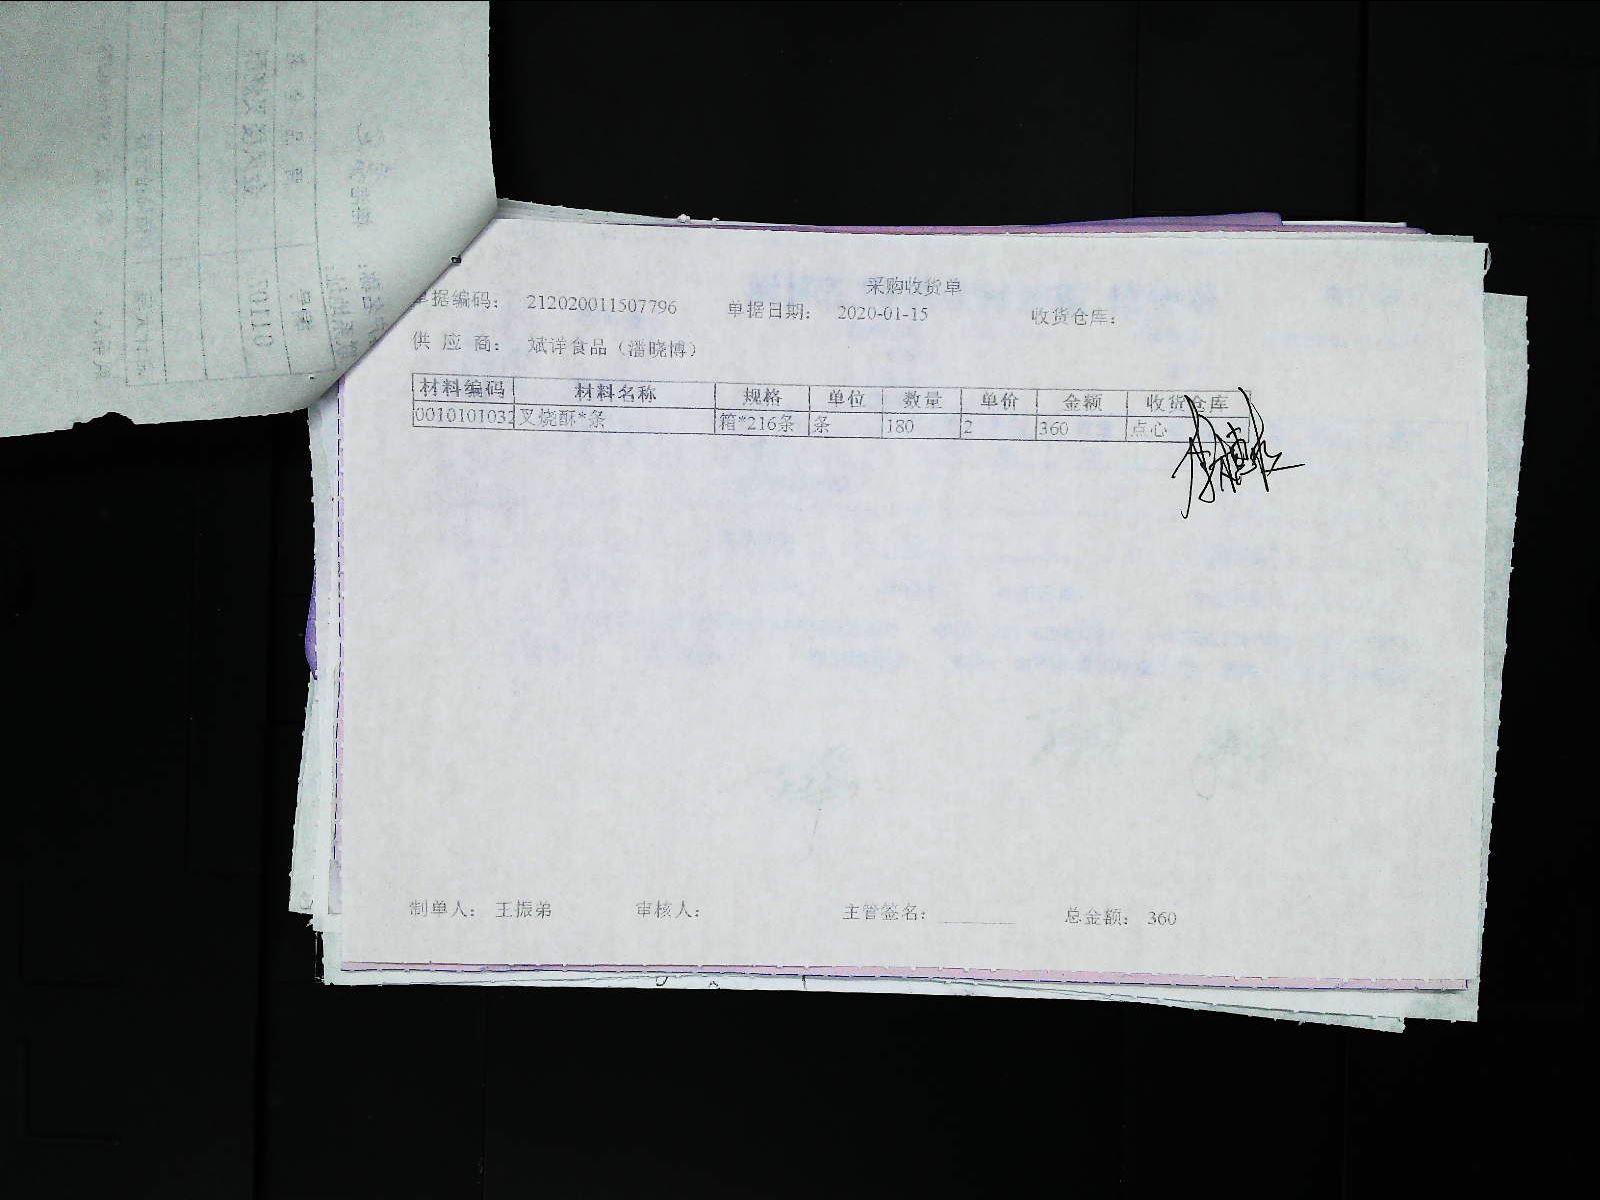 采购收货单
单据编码： 212020011507796 单据日期： 2020-01-15 收货仓库：
供 应 商： 斌详食品（潘晓博）
材料编码 材料名称 规格 单位 数量 单价 金额 收货仓库
0010101032 叉烧酥*条 箱*216条 条 180 2 360 点心
制单人： 王振弟 审核人： 主管签名： 总金额： 360